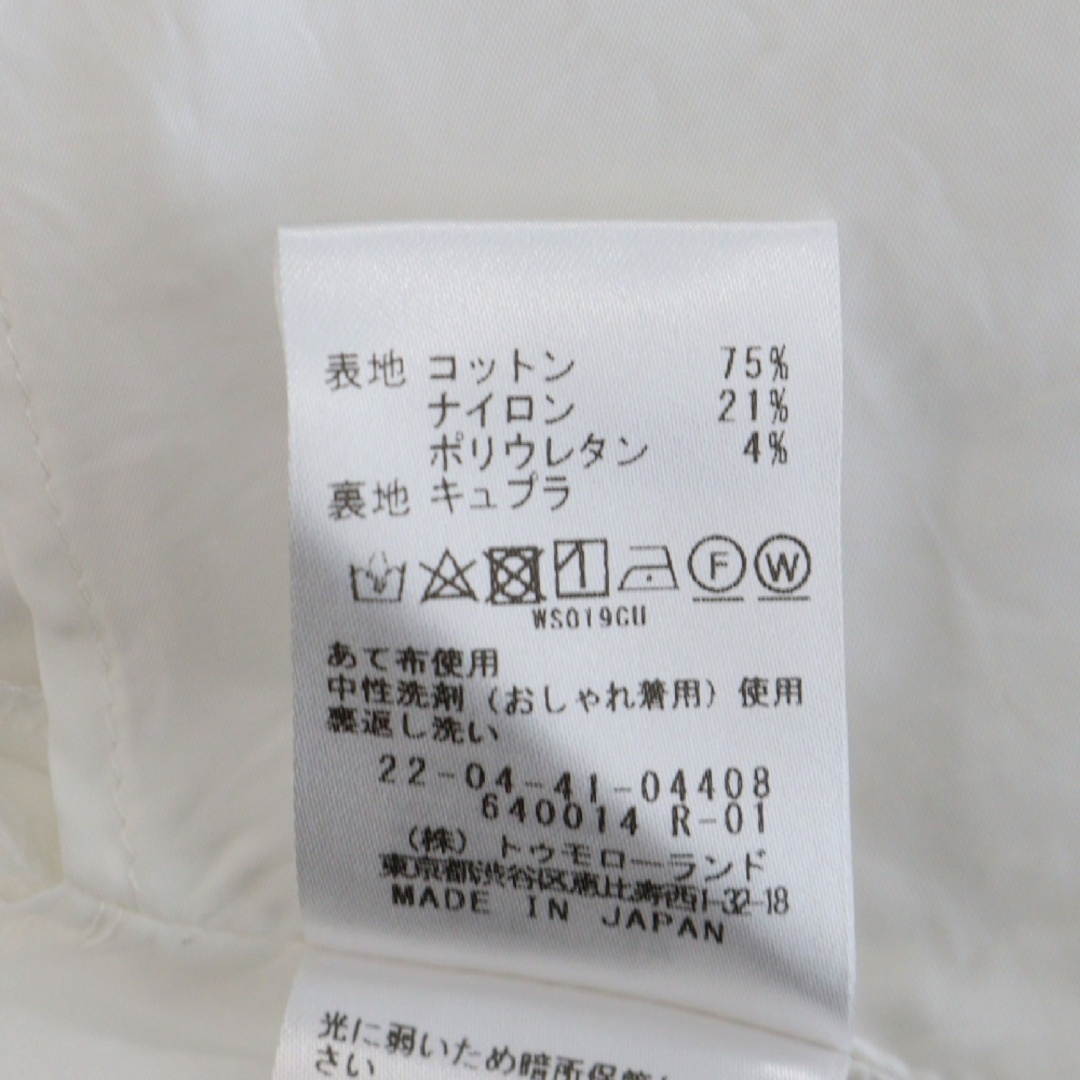 表地 コットン 75%
ナイロン 21%
ポリウレタン 4%
裏地 キュプラ
F W
WS019CU
あて布使用
中性洗剤（おしゃれ着用）使用
裏返し洗い
22-04-41-04408
640014 R-01
（株）トゥモローランド
東京都渋谷区恵比寿西1-32-18
MADE IN JAPAN
光に弱いため暗所保管
さい